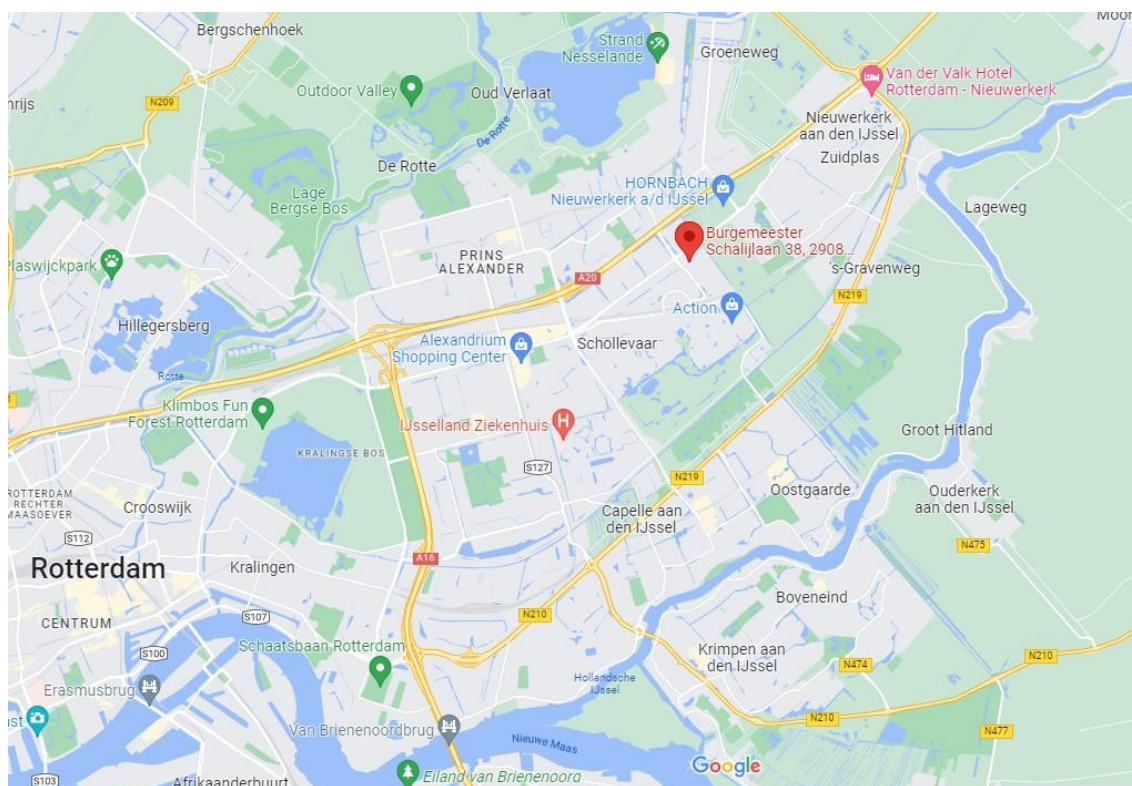 Bergschenhoek
Strand
Nesselande
Groeneweg
N209
Outdoor Valley
Oud Verlaat
Van der Valk Hotel
Rotterdam - Nieuwerkerk
De Rotte
Nieuwerkerk
aan den IJssel
Zuidplas
De Rotte
Lage
Bergse Bos
HORNBACH
Nieuwerkerk a/d IJssel
Lageweg
Burgemeester
Schalijlaan 38, 2908...
PRINS
ALEXANDER
Plaswijckpark
's-Gravenweg
A20
N219
Action
Hillegersberg
Alexandrium
Shopping Center
Schollevaar
Rotte
Klimbos Fun
Forest Rotterdam
IJsselland Ziekenhuis
Groot Hitland
KRALINGSE BOS
S127
N219
Oostgaarde
Ouderkerk
aan den IJssel
ROTTERDAM
RECHTER
MAASOEVER
Crooswijk
Capelle aan
den IJssel
S112
N475
A16
Rotterdam
Kralingen
Boveneind
N210
S107
CENTRUM
Schaatsbaan Rotterdam
S100
Krimpen aan
den IJssel
N210
N474
Hollandsche
IJssel
Erasmusbrug
N210
N477
Van Brienenoordbrug
Nieuwe Maas
Google
S103
Afrikaanderbuurt
Eiland van Brienenoord